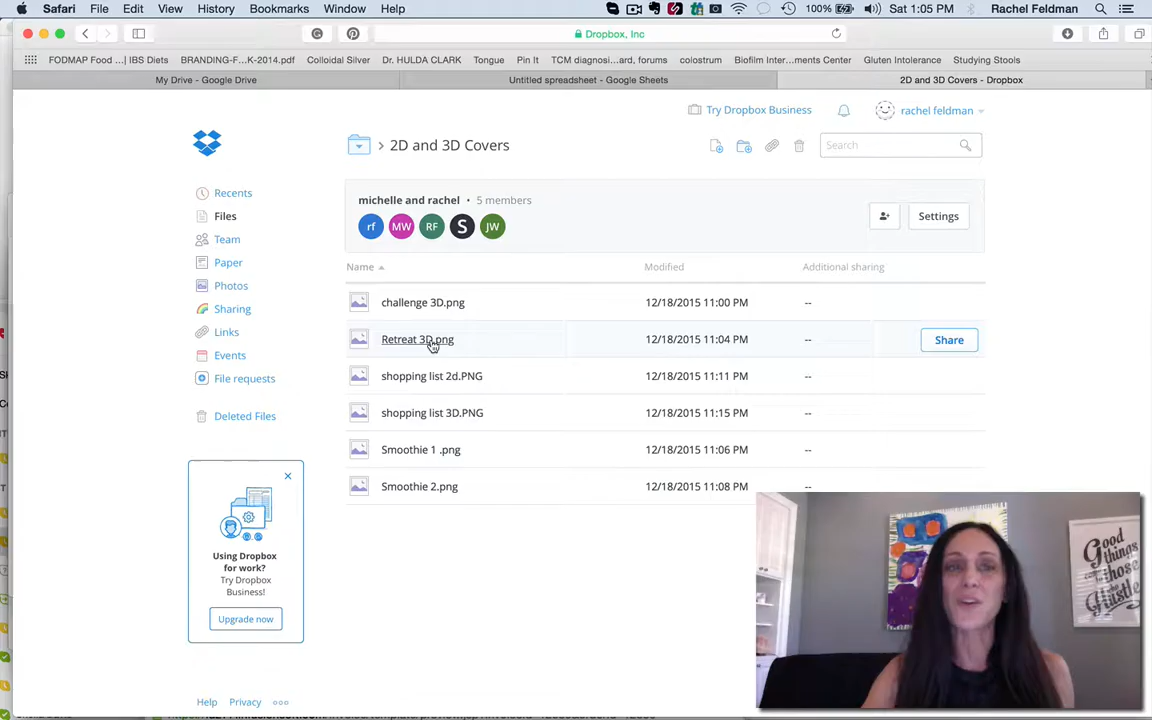 Safari File Edit View History Bookmarks Window Help 100% Sat 1:05 PM Rachel Feldman
Dropbox, Inc
FODMAP Food ...| IBS Diets BRANDING-F...K-2014.pdf Colloidal Silver Dr. HULDA CLARK Tongue Pin It TCM diagnosi...ard, forums colostrum Biofilm Inter...ments Center Gluten Intolerance Studying Stools
My Drive - Google Drive Untitled spreadsheet - Google Sheets 2D and 3D Covers - Dropbox
Try Dropbox Business rachel feldman
2D and 3D Covers Search
Recents
Files
Team
Paper
Photos
Sharing
Links
Events
File requests
Deleted Files
michelle and rachel • 5 members
rf MW RF S JW
Settings
Name Modified Additional sharing
challenge 3D.png 12/18/2015 11:00 PM --
Retreat 3D.png 12/18/2015 11:04 PM -- Share
shopping list 2d.PNG 12/18/2015 11:11 PM --
shopping list 3D.PNG 12/18/2015 11:15 PM --
Smoothie 1 .png 12/18/2015 11:06 PM --
Smoothie 2.png 12/18/2015 11:08 PM --
Using Dropbox
for work?
Try Dropbox
Business!
Upgrade now
Help Privacy
Good
things
come to
those
who
Hustle